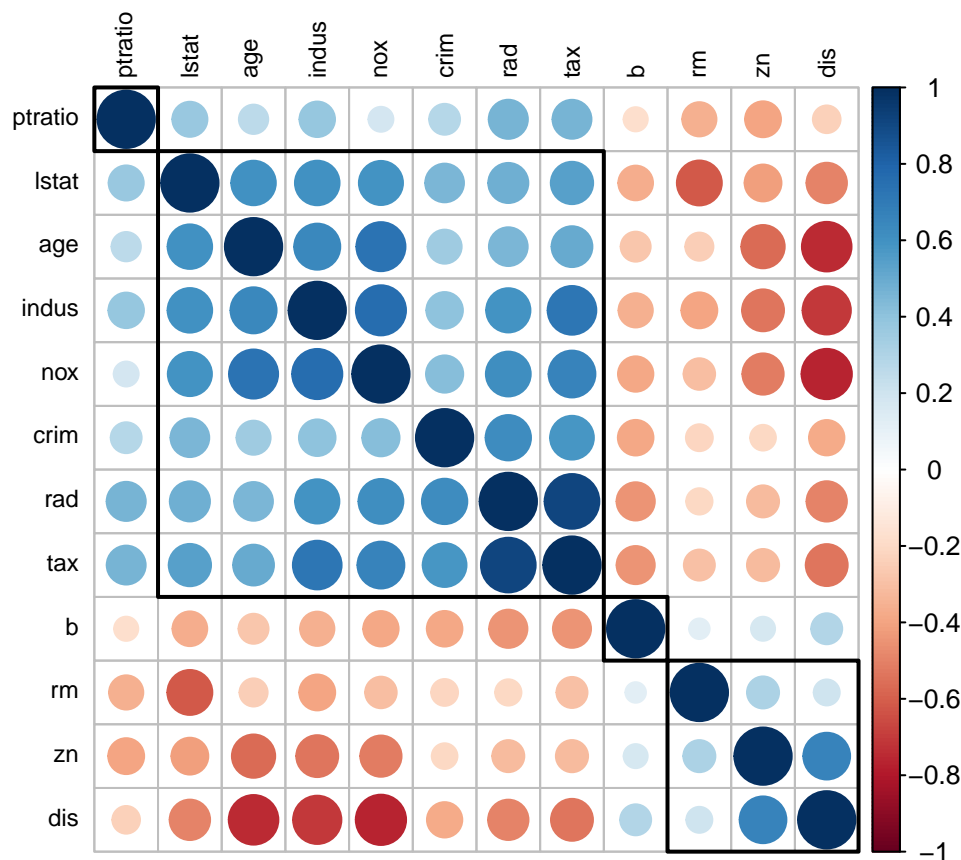 ptratio
lstat
age
indus
nox
crim
rad
tax
b
rm
zn
dis
ptratio
lstat
age
indus
nox
crim
rad
tax
b
rm
zn
dis
1
0.8
0.6
0.4
0.2
0
−0.2
−0.4
−0.6
−0.8
−1